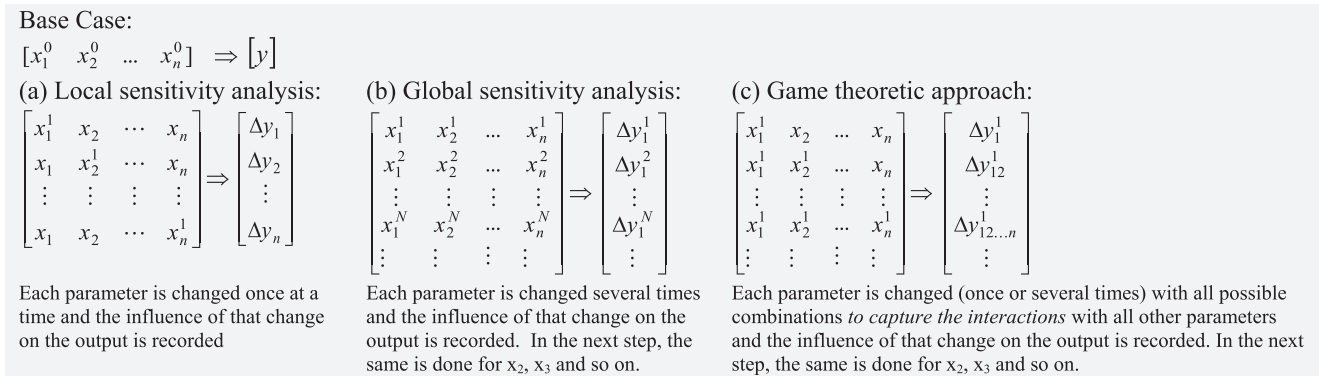 Base Case:
[x₁⁰ x₂⁰ ... xₙ⁰] ⇒ [y]
(a) Local sensitivity analysis:
x₁¹ x₂ ⋯ xₙ
x₁ x₂¹ ⋯ xₙ
⋮ ⋮ ⋮ ⋮
x₁ x₂ ⋯ xₙ¹
⇒
Δy₁
Δy₂
⋮
Δyₙ
Each parameter is changed once at a
time and the influence of that change
on the output is recorded
(b) Global sensitivity analysis:
x₁¹ x₂¹ ... xₙ¹
x₁² x₂² ... xₙ²
⋮ ⋮ ⋮ ⋮
x₁ᴺ x₂ᴺ ... xₙᴺ
⋮ ⋮ ⋮ ⋮
⇒
Δy₁¹
Δy₁²
⋮
Δy₁ᴺ
⋮
Each parameter is changed several times
and the influence of that change on the
output is recorded. In the next step, the
same is done for x₂, x₃ and so on.
(c) Game theoretic approach:
x₁¹ x₂ ... xₙ
x₁¹ x₂¹ ... xₙ
⋮ ⋮ ⋮ ⋮
x₁¹ x₂¹ ... xₙ¹
⋮ ⋮ ⋮ ⋮
⇒
Δy₁¹
Δy₁₂¹
⋮
Δy₁₂…ₙ¹
⋮
Each parameter is changed (once or several times) with all possible
combinations to capture the interactions with all other parameters
and the influence of that change on the output is recorded. In the next
step, the same is done for x₂, x₃ and so on.